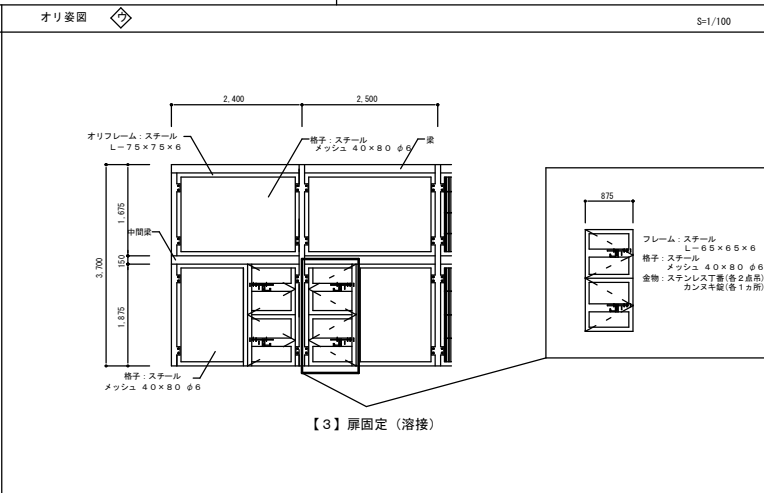 オリ姿図 ウ
S=1/100
2,400
2,500
オリフレーム：スチール
L－75×75×6
格子：スチール
メッシュ 40×80 φ6
梁
中間梁
3,700
1,675
150
1,875
格子：スチール
メッシュ 40×80 φ6
【3】扉固定（溶接）
875
フレーム：スチール
L－65×65×6
格子：スチール
メッシュ 40×80 φ6
金物：ステンレス丁番(各2点吊)
カンヌキ錠(各1ヵ所)